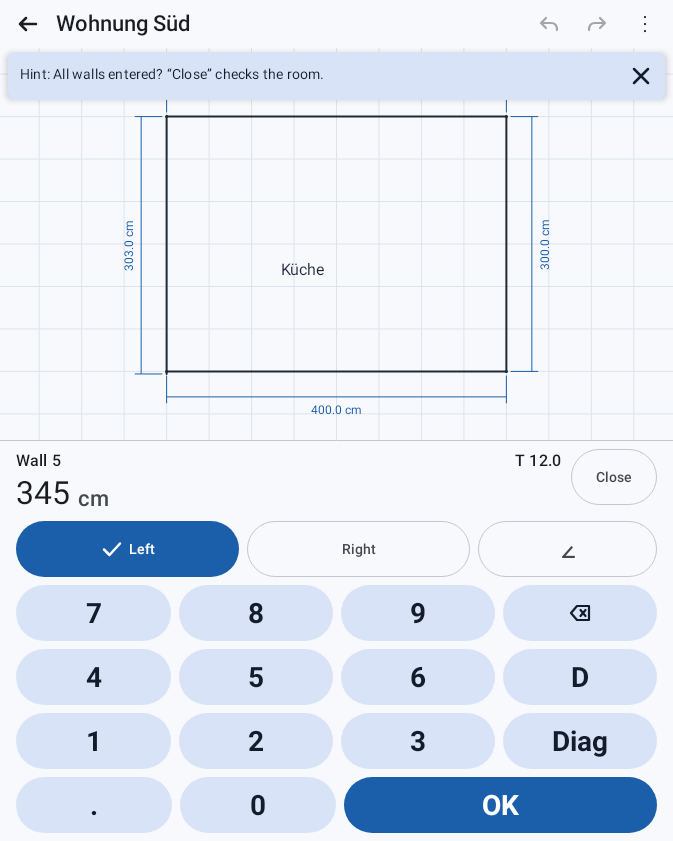 Wohnung Süd
Hint: All walls entered? “Close” checks the room.
303.0 cm
300.0 cm
Küche
400.0 cm
Wall 5
T 12.0
345 cm
Close
Left
Right
7
8
9
4
5
6
D
1
2
3
Diag
.
0
OK